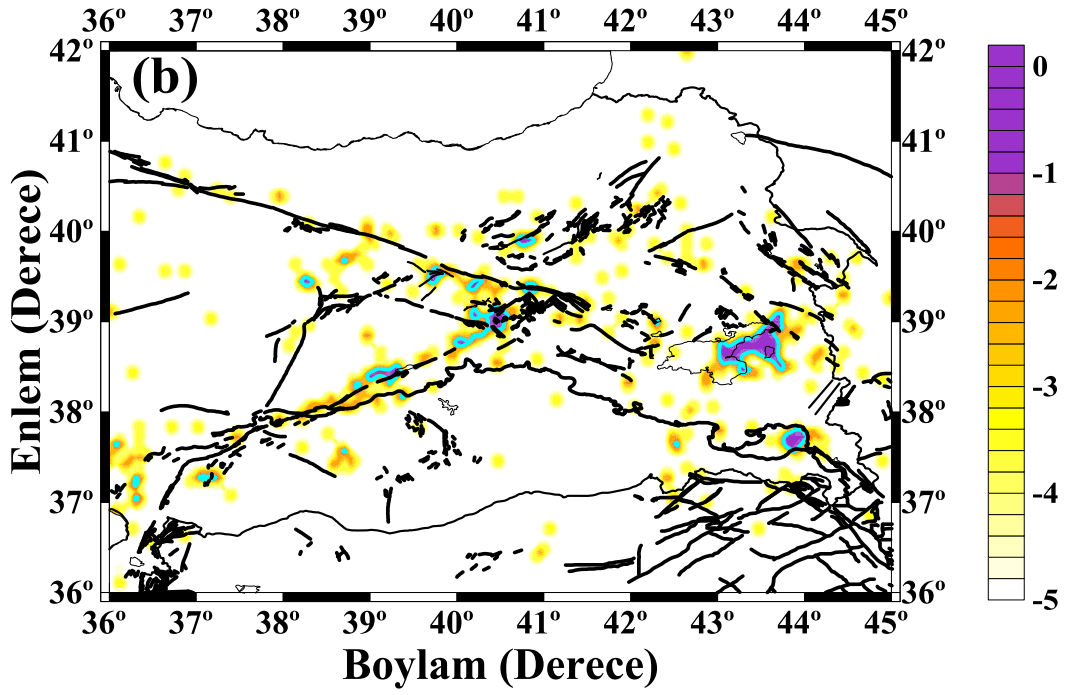 36º 37º 38º 39º 40º 41º 42º 43º 44º 45º
(b)
42º 42º 0
41º 41º -1
40º 40º -2
39º 39º -3
38º 38º -4
37º 37º
36º 36º -5
36º 37º 38º 39º 40º 41º 42º 43º 44º 45º
Enlem (Derece)
Boylam (Derece)